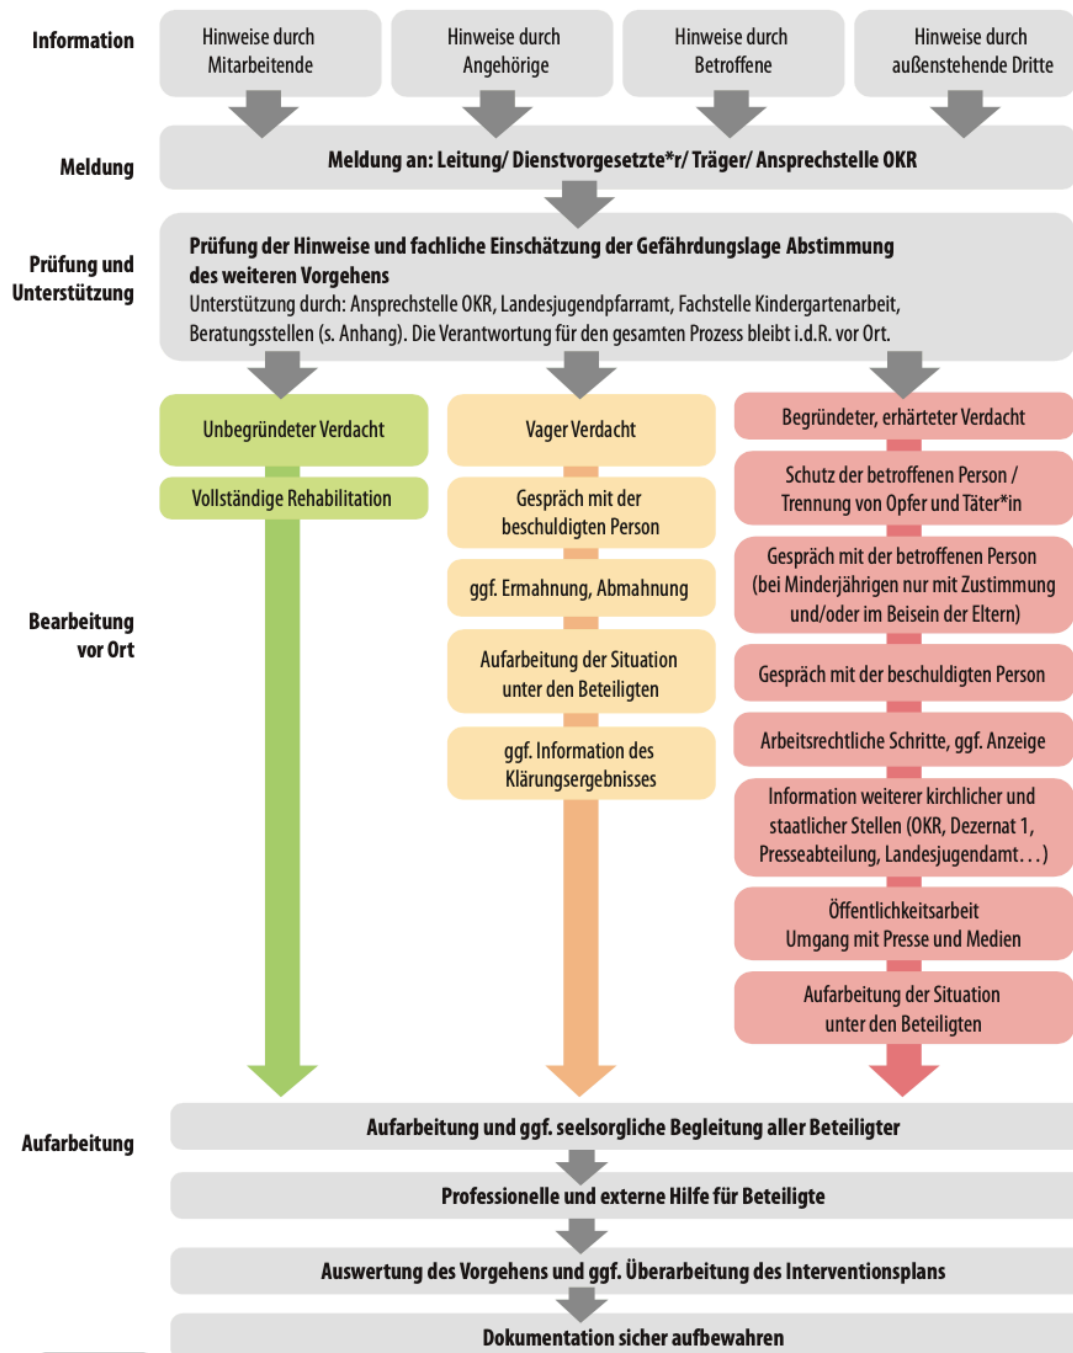 Information
Hinweise durch
Mitarbeitende
Hinweise durch
Angehörige
Hinweise durch
Betroffene
Hinweise durch
außenstehende Dritte
Meldung
Meldung an: Leitung/ Dienstvorgesetzte*r/ Träger/ Ansprechstelle OKR
Prüfung und
Unterstützung
Prüfung der Hinweise und fachliche Einschätzung der Gefährdungslage Abstimmung
des weiteren Vorgehens
Unterstützung durch: Ansprechstelle OKR, Landesjugendpfarramt, Fachstelle Kindergartenarbeit,
Beratungsstellen (s. Anhang). Die Verantwortung für den gesamten Prozess bleibt i.d.R. vor Ort.
Bearbeitung
vor Ort
Unbegründeter Verdacht
Vollständige Rehabilitation
Vager Verdacht
Gespräch mit der
beschuldigten Person
ggf. Ermahnung, Abmahnung
Aufarbeitung der Situation
unter den Beteiligten
ggf. Information des
Klärungsergebnisses
Begründeter, erhärteter Verdacht
Schutz der betroffenen Person /
Trennung von Opfer und Täter*in
Gespräch mit der betroffenen Person
(bei Minderjährigen nur mit Zustimmung
und/oder im Beisein der Eltern)
Gespräch mit der beschuldigten Person
Arbeitsrechtliche Schritte, ggf. Anzeige
Information weiterer kirchlicher und
staatlicher Stellen (OKR, Dezernat 1,
Presseabteilung, Landesjugendamt…)
Öffentlichkeitsarbeit
Umgang mit Presse und Medien
Aufarbeitung der Situation
unter den Beteiligten
Aufarbeitung
Aufarbeitung und ggf. seelsorgliche Begleitung aller Beteiligter
Professionelle und externe Hilfe für Beteiligte
Auswertung des Vorgehens und ggf. Überarbeitung des Interventionsplans
Dokumentation sicher aufbewahren